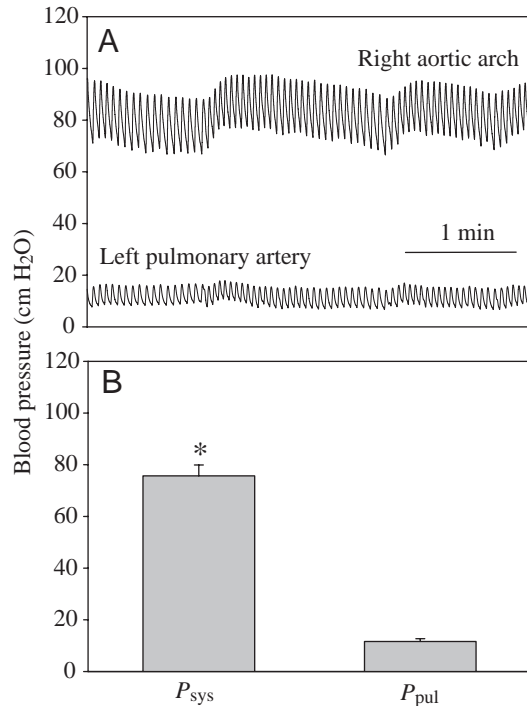 Blood pressure (cm H₂O)
A
120
100
80
60
40
20
0
Right aortic arch
1 min
Left pulmonary artery
B
120
100
80
60
40
20
0
*
Psys
Ppul